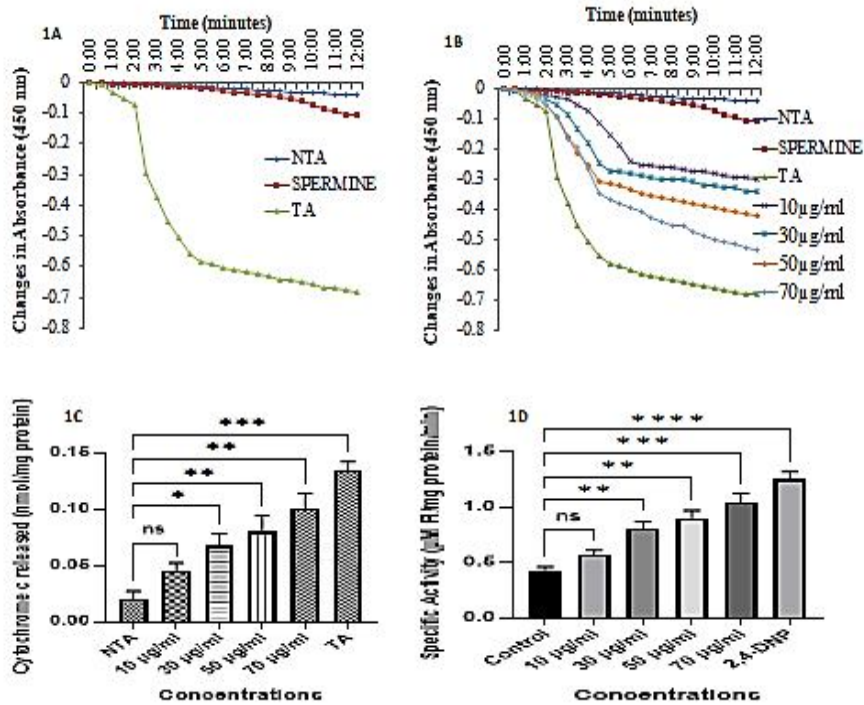 1A
Time (minutes)
0:00
1:00
2:00
3:00
4:00
5:00
6:00
7:00
8:00
9:00
10:00
11:00
12:00
Changes in Absorbance (450 nm)
0
-0.1
-0.2
-0.3
-0.4
-0.5
-0.6
-0.7
-0.8
NTA
SPERMINE
TA
1B
Time (minutes)
0:00
1:00
2:00
3:00
4:00
5:00
6:00
7:00
8:00
9:00
10:00
11:00
12:00
Changes in Absorbance (450 nm)
0
-0.1
-0.2
-0.3
-0.4
-0.5
-0.6
-0.7
-0.8
NTA
SPERMINE
TA
10µg/ml
30µg/ml
50µg/ml
70µg/ml
1C
Cytochrome c released (nmol/mg protein)
0.15
0.10
0.05
0.00
***
**
**
*
ns
NTA
10 µg/ml
30 µg/ml
50 µg/ml
70 µg/ml
TA
Concentrations
1D
Specific Activity (µM Pi/mg protein/min)
1.5
1.0
0.5
0.0
****
***
**
**
ns
Control
10 µg/ml
30 µg/ml
50 µg/ml
70 µg/ml
2,4-DNP
Concentrations